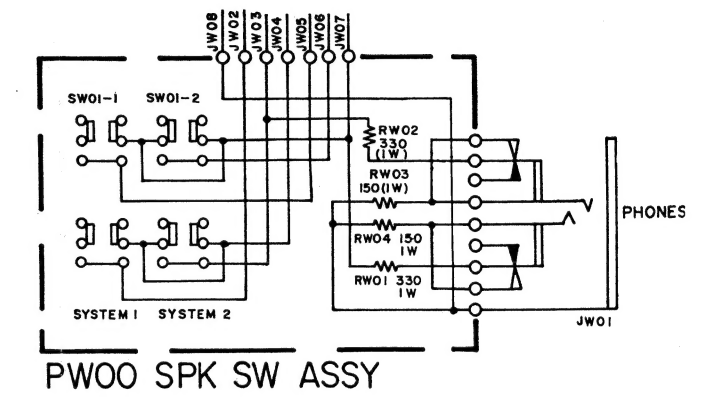 JW08
JW02
JW03
JW04
JW05
JW06
JW07
SW01-1 SW01-2
RW02
330
(1W)
RW03
150(1W)
PHONES
RW04 150
1W
RW01 330
1W
SYSTEM 1 SYSTEM 2
JW01
PW00 SPK SW ASSY